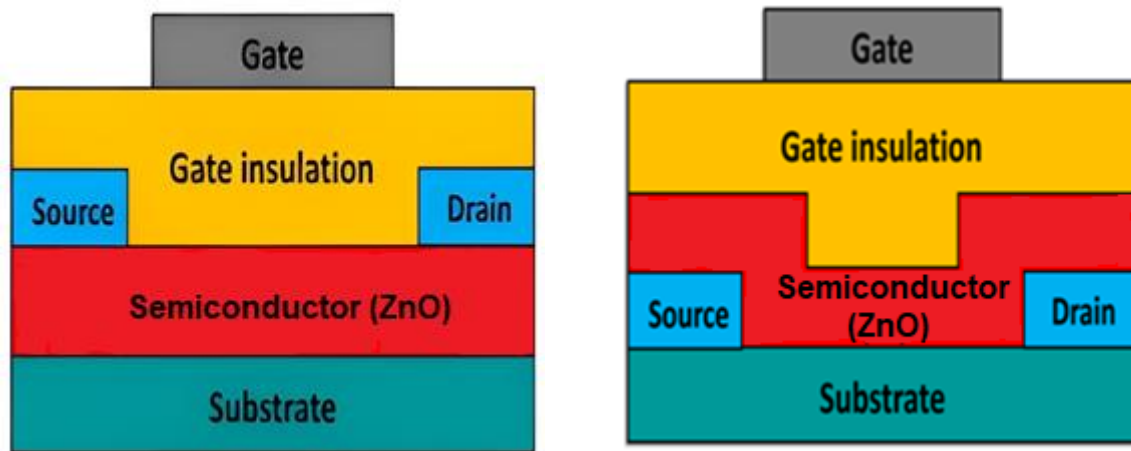 Gate
Gate insulation
Source
Drain
Semiconductor (ZnO)
Substrate
Gate
Gate insulation
Semiconductor
(ZnO)
Source
Drain
Substrate